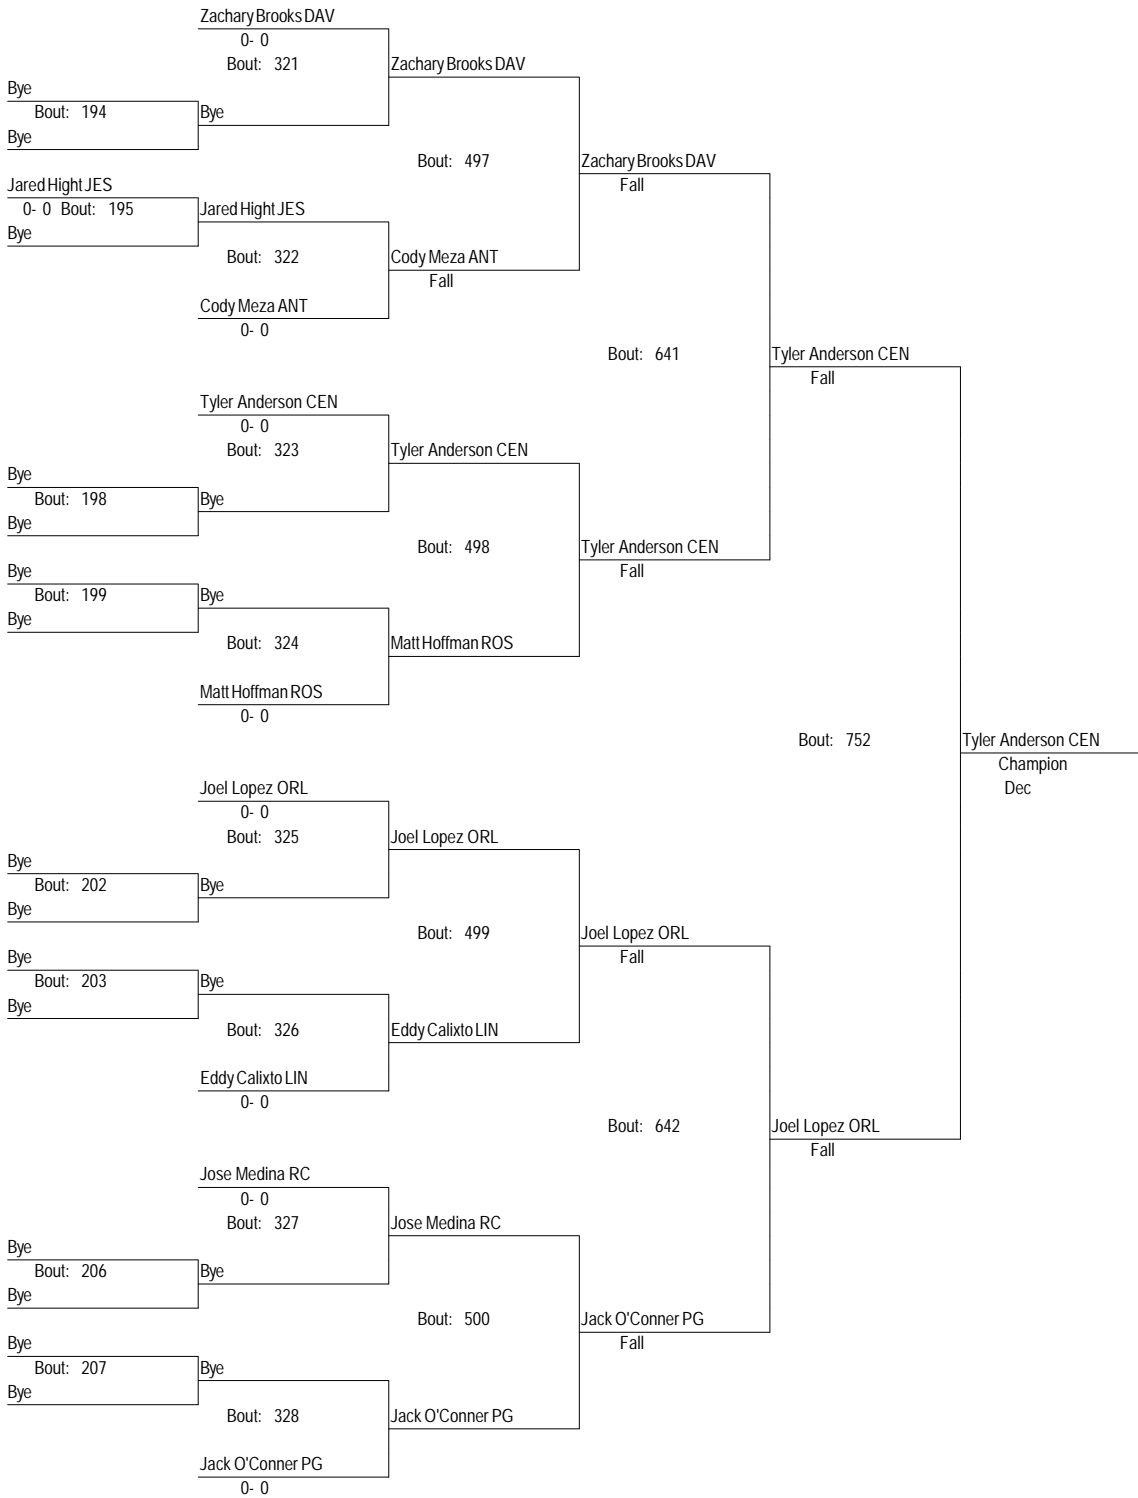 Zachary Brooks DAV
0- 0
Bout: 321
Zachary Brooks DAV
Bye
Bout: 194
Bye
Bye
Bout: 497
Zachary Brooks DAV
Fall
Jared Hight JES
0- 0 Bout: 195
Jared Hight JES
Bye
Bout: 322
Cody Meza ANT
Fall
Cody Meza ANT
0- 0
Bout: 641
Tyler Anderson CEN
Fall
Tyler Anderson CEN
0- 0
Bout: 323
Tyler Anderson CEN
Bye
Bout: 198
Bye
Bye
Bout: 498
Tyler Anderson CEN
Fall
Bye
Bout: 199
Bye
Bye
Bout: 324
Matt Hoffman ROS
Matt Hoffman ROS
0- 0
Bout: 752
Tyler Anderson CEN
Champion
Dec
Joel Lopez ORL
0- 0
Bout: 325
Joel Lopez ORL
Bye
Bout: 202
Bye
Bye
Bout: 499
Joel Lopez ORL
Fall
Bye
Bout: 203
Bye
Bye
Bout: 326
Eddy Calixto LIN
Eddy Calixto LIN
0- 0
Bout: 642
Joel Lopez ORL
Fall
Jose Medina RC
0- 0
Bout: 327
Jose Medina RC
Bye
Bout: 206
Bye
Bye
Bout: 500
Jack O'Conner PG
Fall
Bye
Bout: 207
Bye
Bye
Bout: 328
Jack O'Conner PG
Jack O'Conner PG
0- 0